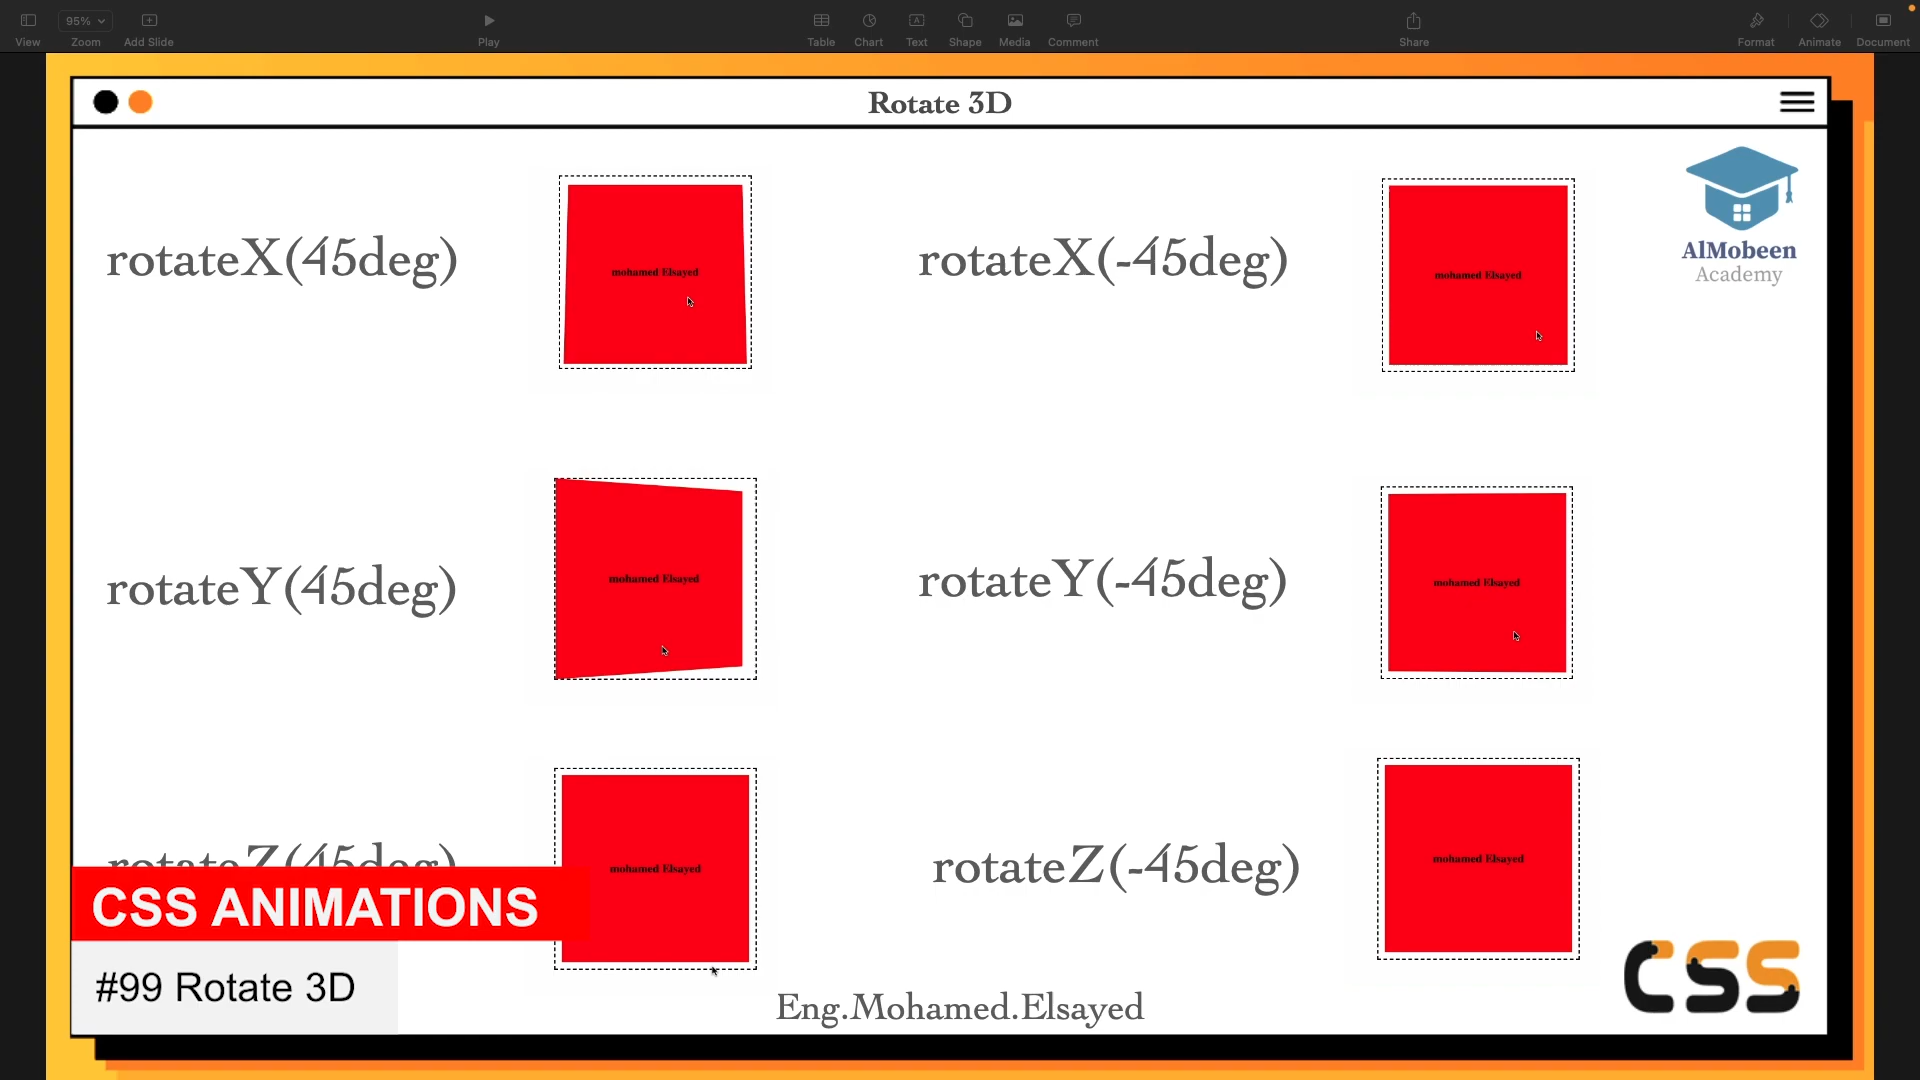 95%
View
Zoom
Add Slide
Play
Table
Chart
Text
Shape
Media
Comment
Share
Format
Animate
Document
Rotate 3D
AlMobeen
Academy
rotateX(45deg)
mohamed Elsayed
rotateX(-45deg)
mohamed Elsayed
rotateY(45deg)
mohamed Elsayed
rotateY(-45deg)
mohamed Elsayed
rotateZ(45deg)
mohamed Elsayed
rotateZ(-45deg)
mohamed Elsayed
CSS ANIMATIONS
#99 Rotate 3D
Eng.Mohamed.Elsayed
CSS